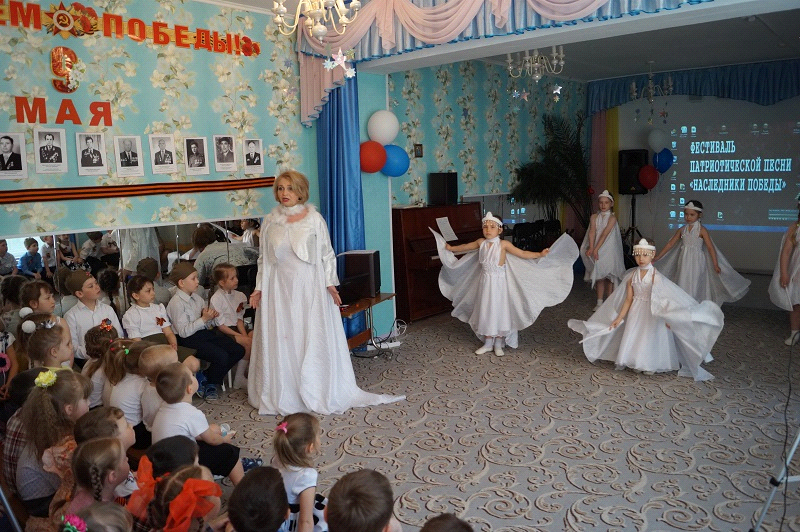 ЕМ ПОБЕДЫ!
9
МАЯ
ФЕСТИВАЛЬ
ПАТРИОТИЧЕСКОЙ ПЕСНИ
«НАСЛЕДНИКИ ПОБЕДЫ»